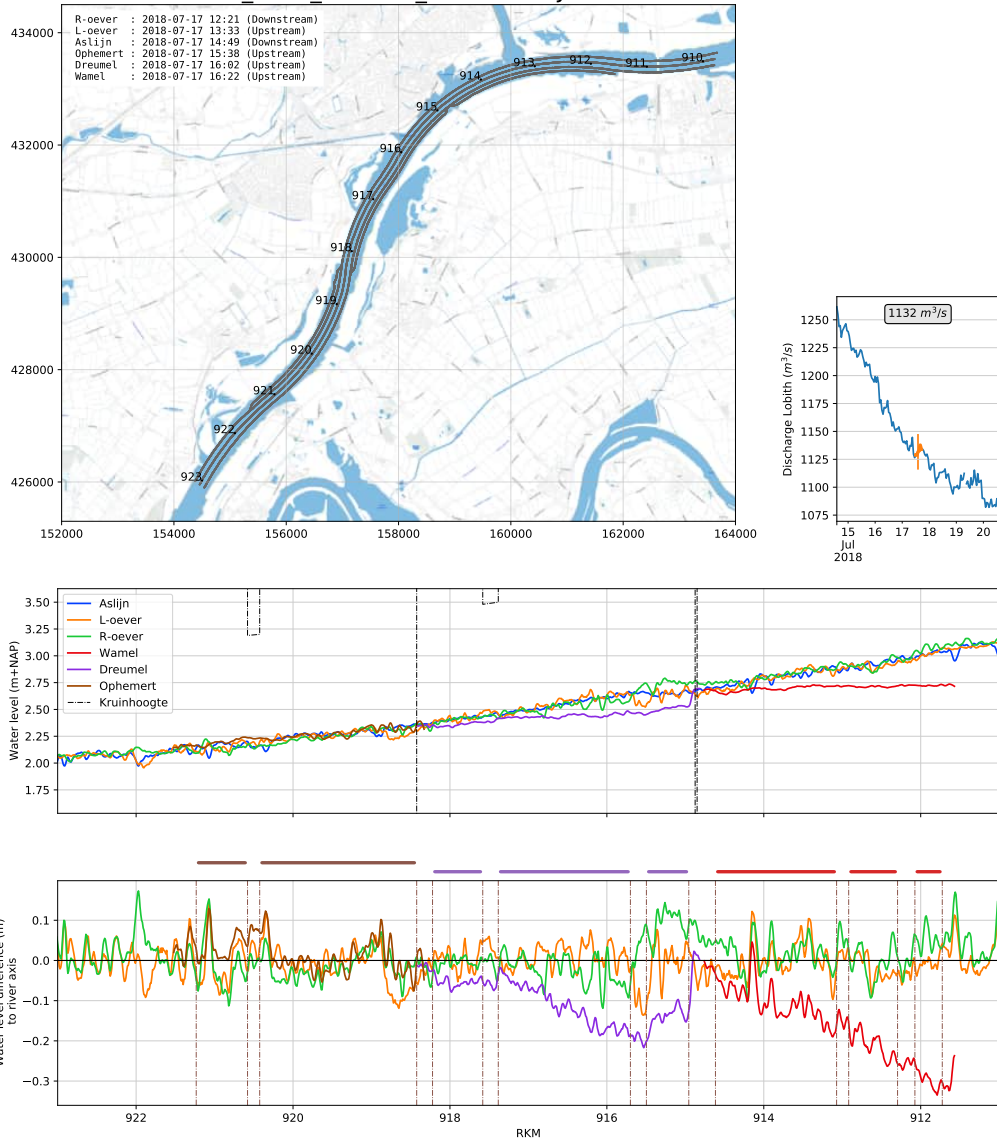 R-oever : 2018-07-17 12:21 (Downstream)
L-oever : 2018-07-17 13:33 (Upstream)
Aslijn : 2018-07-17 14:49 (Downstream)
Ophemert : 2018-07-17 15:38 (Upstream)
Dreumel : 2018-07-17 16:02 (Upstream)
Wamel : 2018-07-17 16:22 (Upstream)
434000
432000
430000
428000
426000
910
911
912
913
914
915
916
917
918
919
920
921
922
923
152000 154000 156000 158000 160000 162000 164000
1132 m³/s
Discharge Lobith (m³/s)
1250
1225
1200
1175
1150
1125
1100
1075
15 16 17 18 19 20
Jul
2018
Water level (m+NAP)
3.50
3.25
3.00
2.75
2.50
2.25
2.00
1.75
Aslijn
L-oever
R-oever
Wamel
Dreumel
Ophemert
Kruinhoogte
Water level difference (m)
to river axis
0.1
0.0
−0.1
−0.2
−0.3
922 920 918 916 914 912
RKM